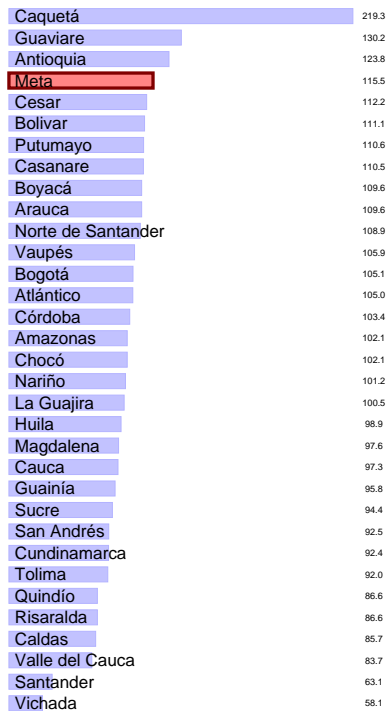 Caquetá 219.3
Guaviare 130.2
Antioquia 123.8
Meta 115.5
Cesar 112.2
Bolivar 111.1
Putumayo 110.6
Casanare 110.5
Boyacá 109.6
Arauca 109.6
Norte de Santander 108.9
Vaupés 105.9
Bogotá 105.1
Atlántico 105.0
Córdoba 103.4
Amazonas 102.1
Chocó 102.1
Nariño 101.2
La Guajira 100.5
Huila 98.9
Magdalena 97.6
Cauca 97.3
Guainía 95.8
Sucre 94.4
San Andrés 92.5
Cundinamarca 92.4
Tolima 92.0
Quindío 86.6
Risaralda 86.6
Caldas 85.7
Valle del Cauca 83.7
Santander 63.1
Vichada 58.1